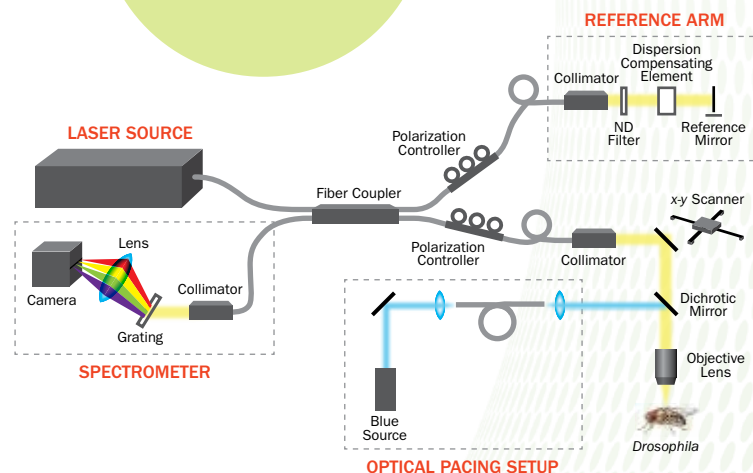 REFERENCE ARM
Dispersion
Compensating
Element
Collimator
ND
Filter
Reference
Mirror
LASER SOURCE
Polarization
Controller
Fiber Coupler
x-y Scanner
Lens
Camera
Collimator
Grating
SPECTROMETER
Polarization
Controller
Collimator
Dichrotic
Mirror
Objective
Lens
Blue
Source
Drosophila
OPTICAL PACING SETUP